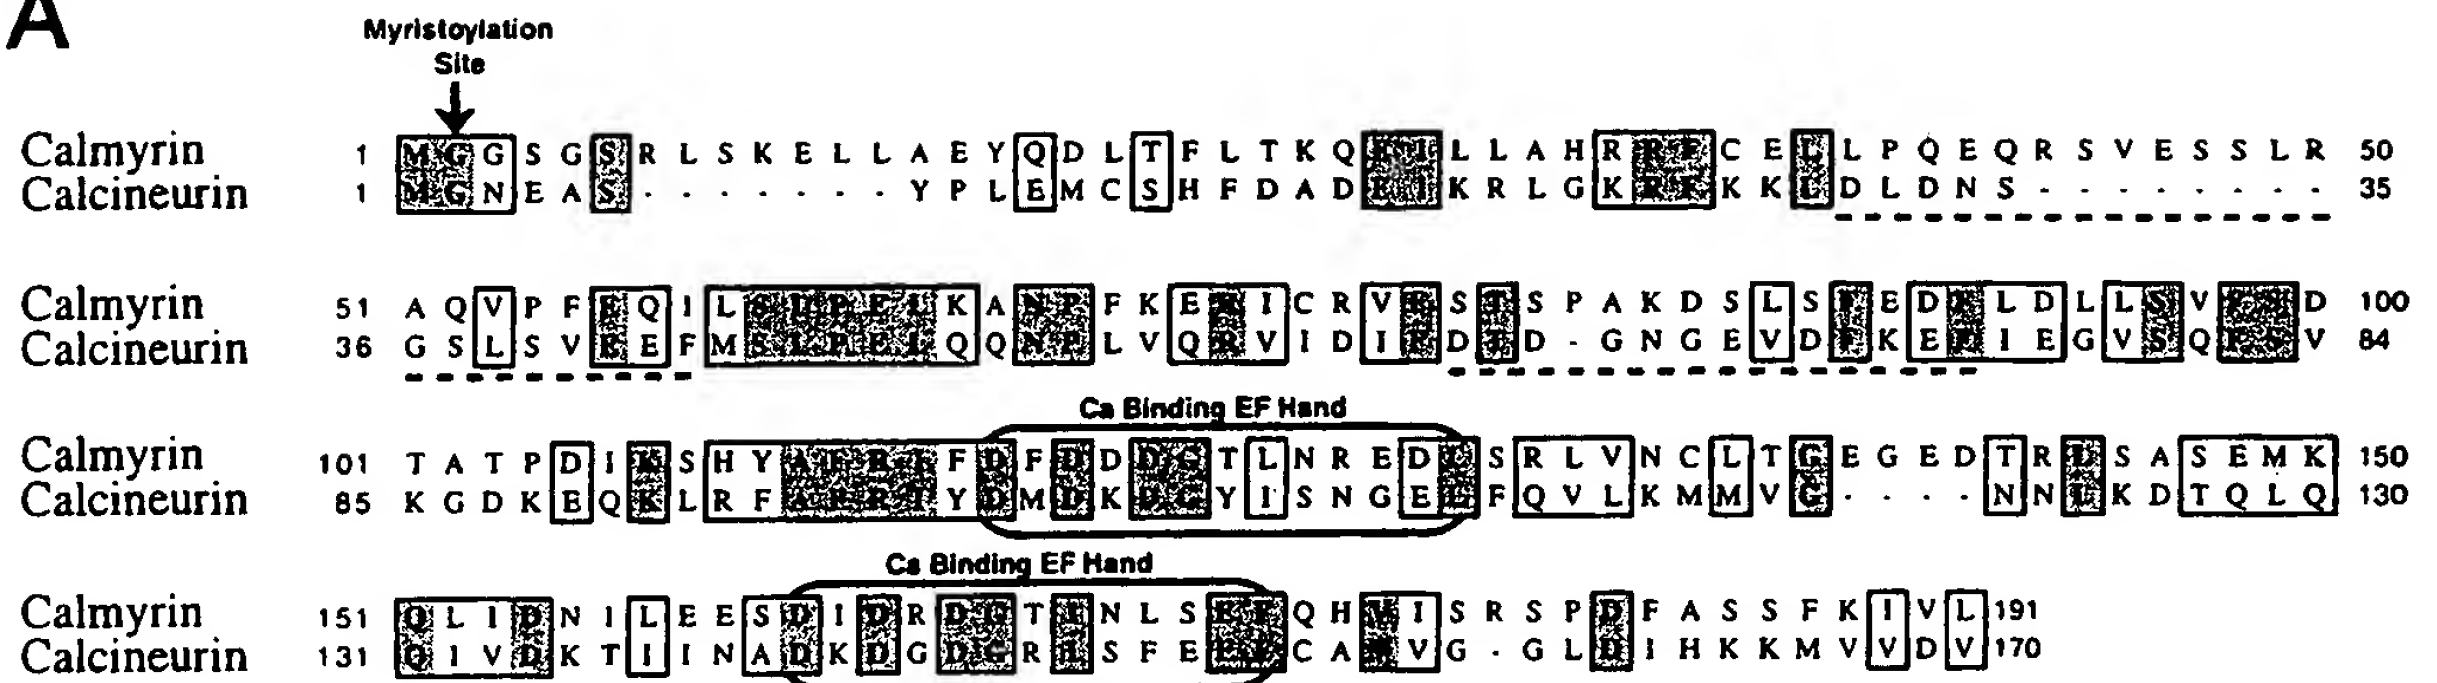 A
Myristoylation
Site
Calmyrin 1 M G G S G S R L S K E L L A E Y Q D L T F L T K Q E I L L A H R R F C E L L P Q E Q R S V E S S L R 50
Calcineurin 1 M G N E A S - - - - - - - Y P L E M C S H F D A D E I K R L G K R F K K L D L D N S - - - - - - - - 35
Calmyrin 51 A Q V P F E Q I L S L P E L K A N P F K E R I C R V F S T S P A K D S L S F E D F L D L L S V F S D 100
Calcineurin 36 G S L S V E E F M S L P E L Q Q N P L V Q R V I D I F D T D - G N G E V D F K E F I E G V S Q F S V 84
Ca Binding EF Hand
Calmyrin 101 T A T P D I K S H Y A F R I F D F D D D G T L N R E D L S R L V N C L T G E G E D T R L S A S E M K 150
Calcineurin 85 K G D K E Q K L R F A F R I Y D M D K D G Y I S N G E L F Q V L K M M V G - - - - N N L K D T Q L Q 130
Ca Binding EF Hand
Calmyrin 151 Q L I D N I L E E S D I D R D G T I N L S E F Q H V I S R S P D F A S S F K I V L 191
Calcineurin 131 Q I V D K T I I N A D K D G D G R I S F E E F C A V V G - G L D I H K K M V V D V 170